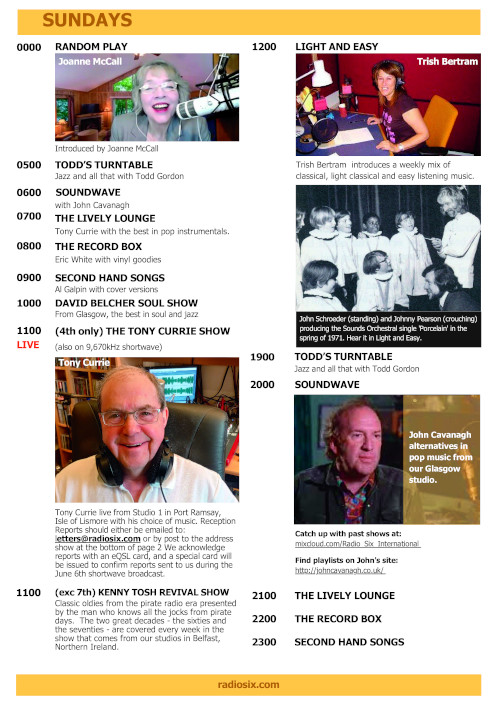 SUNDAYS
0000 RANDOM PLAY
Joanne McCall
Introduced by Joanne McCall
0500 TODD'S TURNTABLE
Jazz and all that with Todd Gordon
0600 SOUNDWAVE
with John Cavanagh
0700 THE LIVELY LOUNGE
Tony Currie with the best in pop instrumentals.
0800 THE RECORD BOX
Eric White with vinyl goodies
0900 SECOND HAND SONGS
Al Galpin with cover versions
1000 DAVID BELCHER SOUL SHOW
From Glasgow, the best in soul and jazz
1100 (4th only) THE TONY CURRIE SHOW
LIVE (also on 9,670kHz shortwave)
Tony Currie
Tony Currie live from Studio 1 in Port Ramsay,
Isle of Lismore with his choice of music. Reception
Reports should either be emailed to:
letters@radiosix.com or by post to the address
show at the bottom of page 2 We acknowledge
reports with an eQSL card, and a special card will
be issued to confirm reports sent to us during the
June 6th shortwave broadcast.
1100 (exc 7th) KENNY TOSH REVIVAL SHOW
Classic oldies from the pirate radio era presented
by the man who knows all the jocks from pirate
days. The two great decades - the sixties and
the seventies - are covered every week in the
show that comes from our studios in Belfast,
Northern Ireland.
1200 LIGHT AND EASY
Trish Bertram
Trish Bertram introduces a weekly mix of
classical, light classical and easy listening music.
John Schroeder (standing) and Johnny Pearson (crouching)
producing the Sounds Orchestral single 'Porcelain' in the
spring of 1971. Hear it in Light and Easy.
1900 TODD'S TURNTABLE
Jazz and all that with Todd Gordon
2000 SOUNDWAVE
John Cavanagh
alternatives in
pop music from
our Glasgow
studio.
Catch up with past shows at:
mixcloud.com/Radio_Six_International
Find playlists on John's site:
http://johncavanagh.co.uk/
2100 THE LIVELY LOUNGE
2200 THE RECORD BOX
2300 SECOND HAND SONGS
radiosix.com